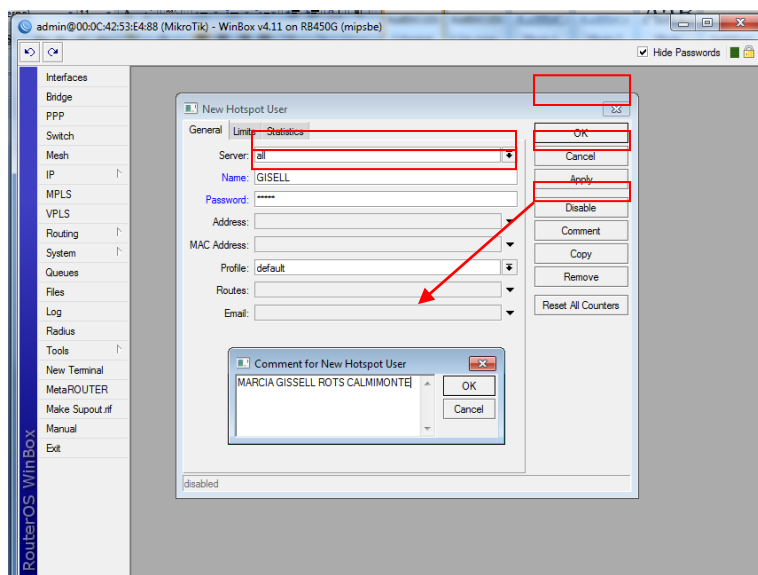 admin@00:0C:42:53:E4:88 (MikroTik) - WinBox v4.11 on RB450G (mipsbe)
Hide Passwords
Interfaces
Bridge
PPP
Switch
Mesh
IP
MPLS
VPLS
Routing
System
Queues
Files
Log
Radius
Tools
New Terminal
MetaROUTER
Make Supout.rif
Manual
Exit
RouterOS WinBox
New Hotspot User
General Limits Statistics
Server: all
Name: GISELL
Password: *****
Address:
MAC Address:
Profile: default
Routes:
Email:
OK
Cancel
Apply
Disable
Comment
Copy
Remove
Reset All Counters
Comment for New Hotspot User
MARCIA GISSELL ROTS CALMIMONTE
OK
Cancel
disabled